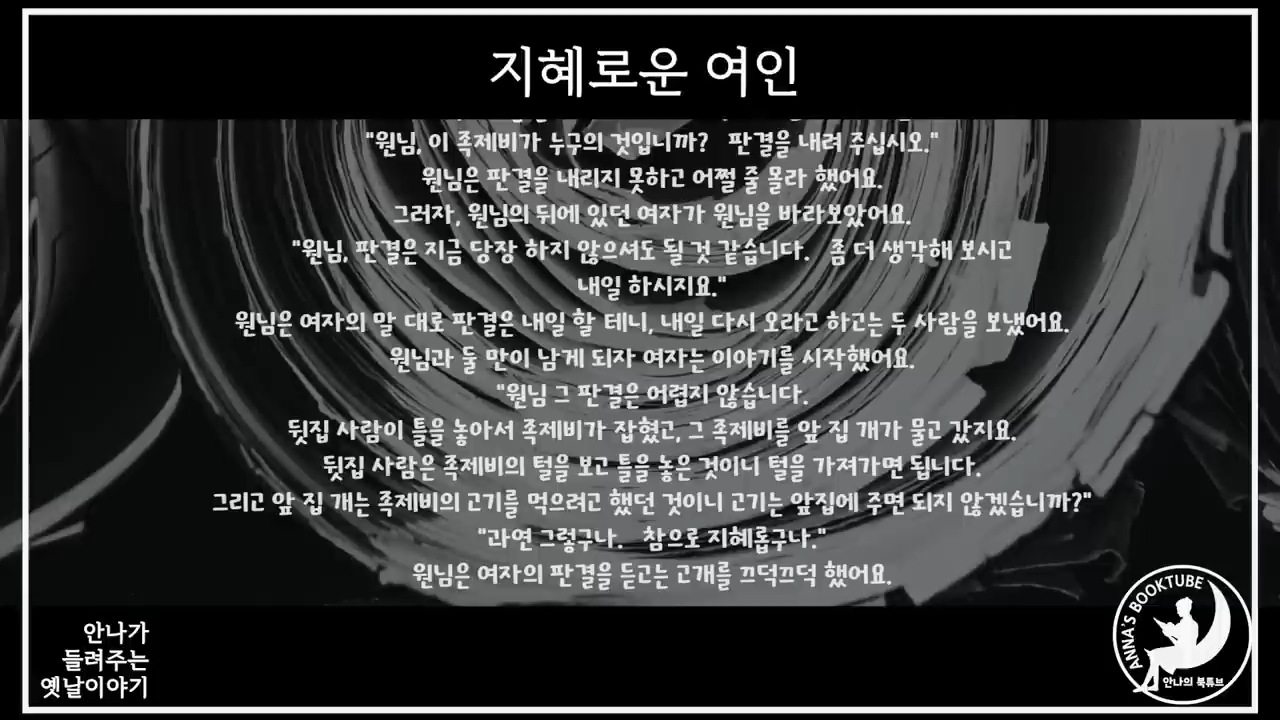 지혜로운 여인
"원님, 이 족제비가 누구의 것입니까? 판결을 내려 주십시오."
원님은 판결을 내리지 못하고 어쩔 줄 몰라 했어요.
그러자, 원님의 뒤에 있던 여자가 원님을 바라보았어요.
"원님, 판결은 지금 당장 하지 않으셔도 될 것 같습니다. 좀 더 생각해 보시고
내일 하시지요."
원님은 여자의 말 대로 판결은 내일 할 테니, 내일 다시 오라고 하고는 두 사람을 보냈어요.
원님과 둘 만이 남게 되자 여자는 이야기를 시작했어요.
"원님 그 판결은 어렵지 않습니다.
뒷집 사람이 틀을 놓아서 족제비가 잡혔고, 그 족제비를 앞 집 개가 물고 갔지요.
뒷집 사람은 족제비의 털을 보고 틀을 놓은 것이니 털을 가져가면 됩니다.
그리고 앞 집 개는 족제비의 고기를 먹으려고 했던 것이니 고기는 앞집에 주면 되지 않겠습니까?"
"과연 그렇구나. 참으로 지혜롭구나."
원님은 여자의 판결을 듣고는 고개를 끄덕끄덕 했어요.
안나가
들려주는
옛날이야기
ANNA'S BOOKTUBE
안나의 북튜브